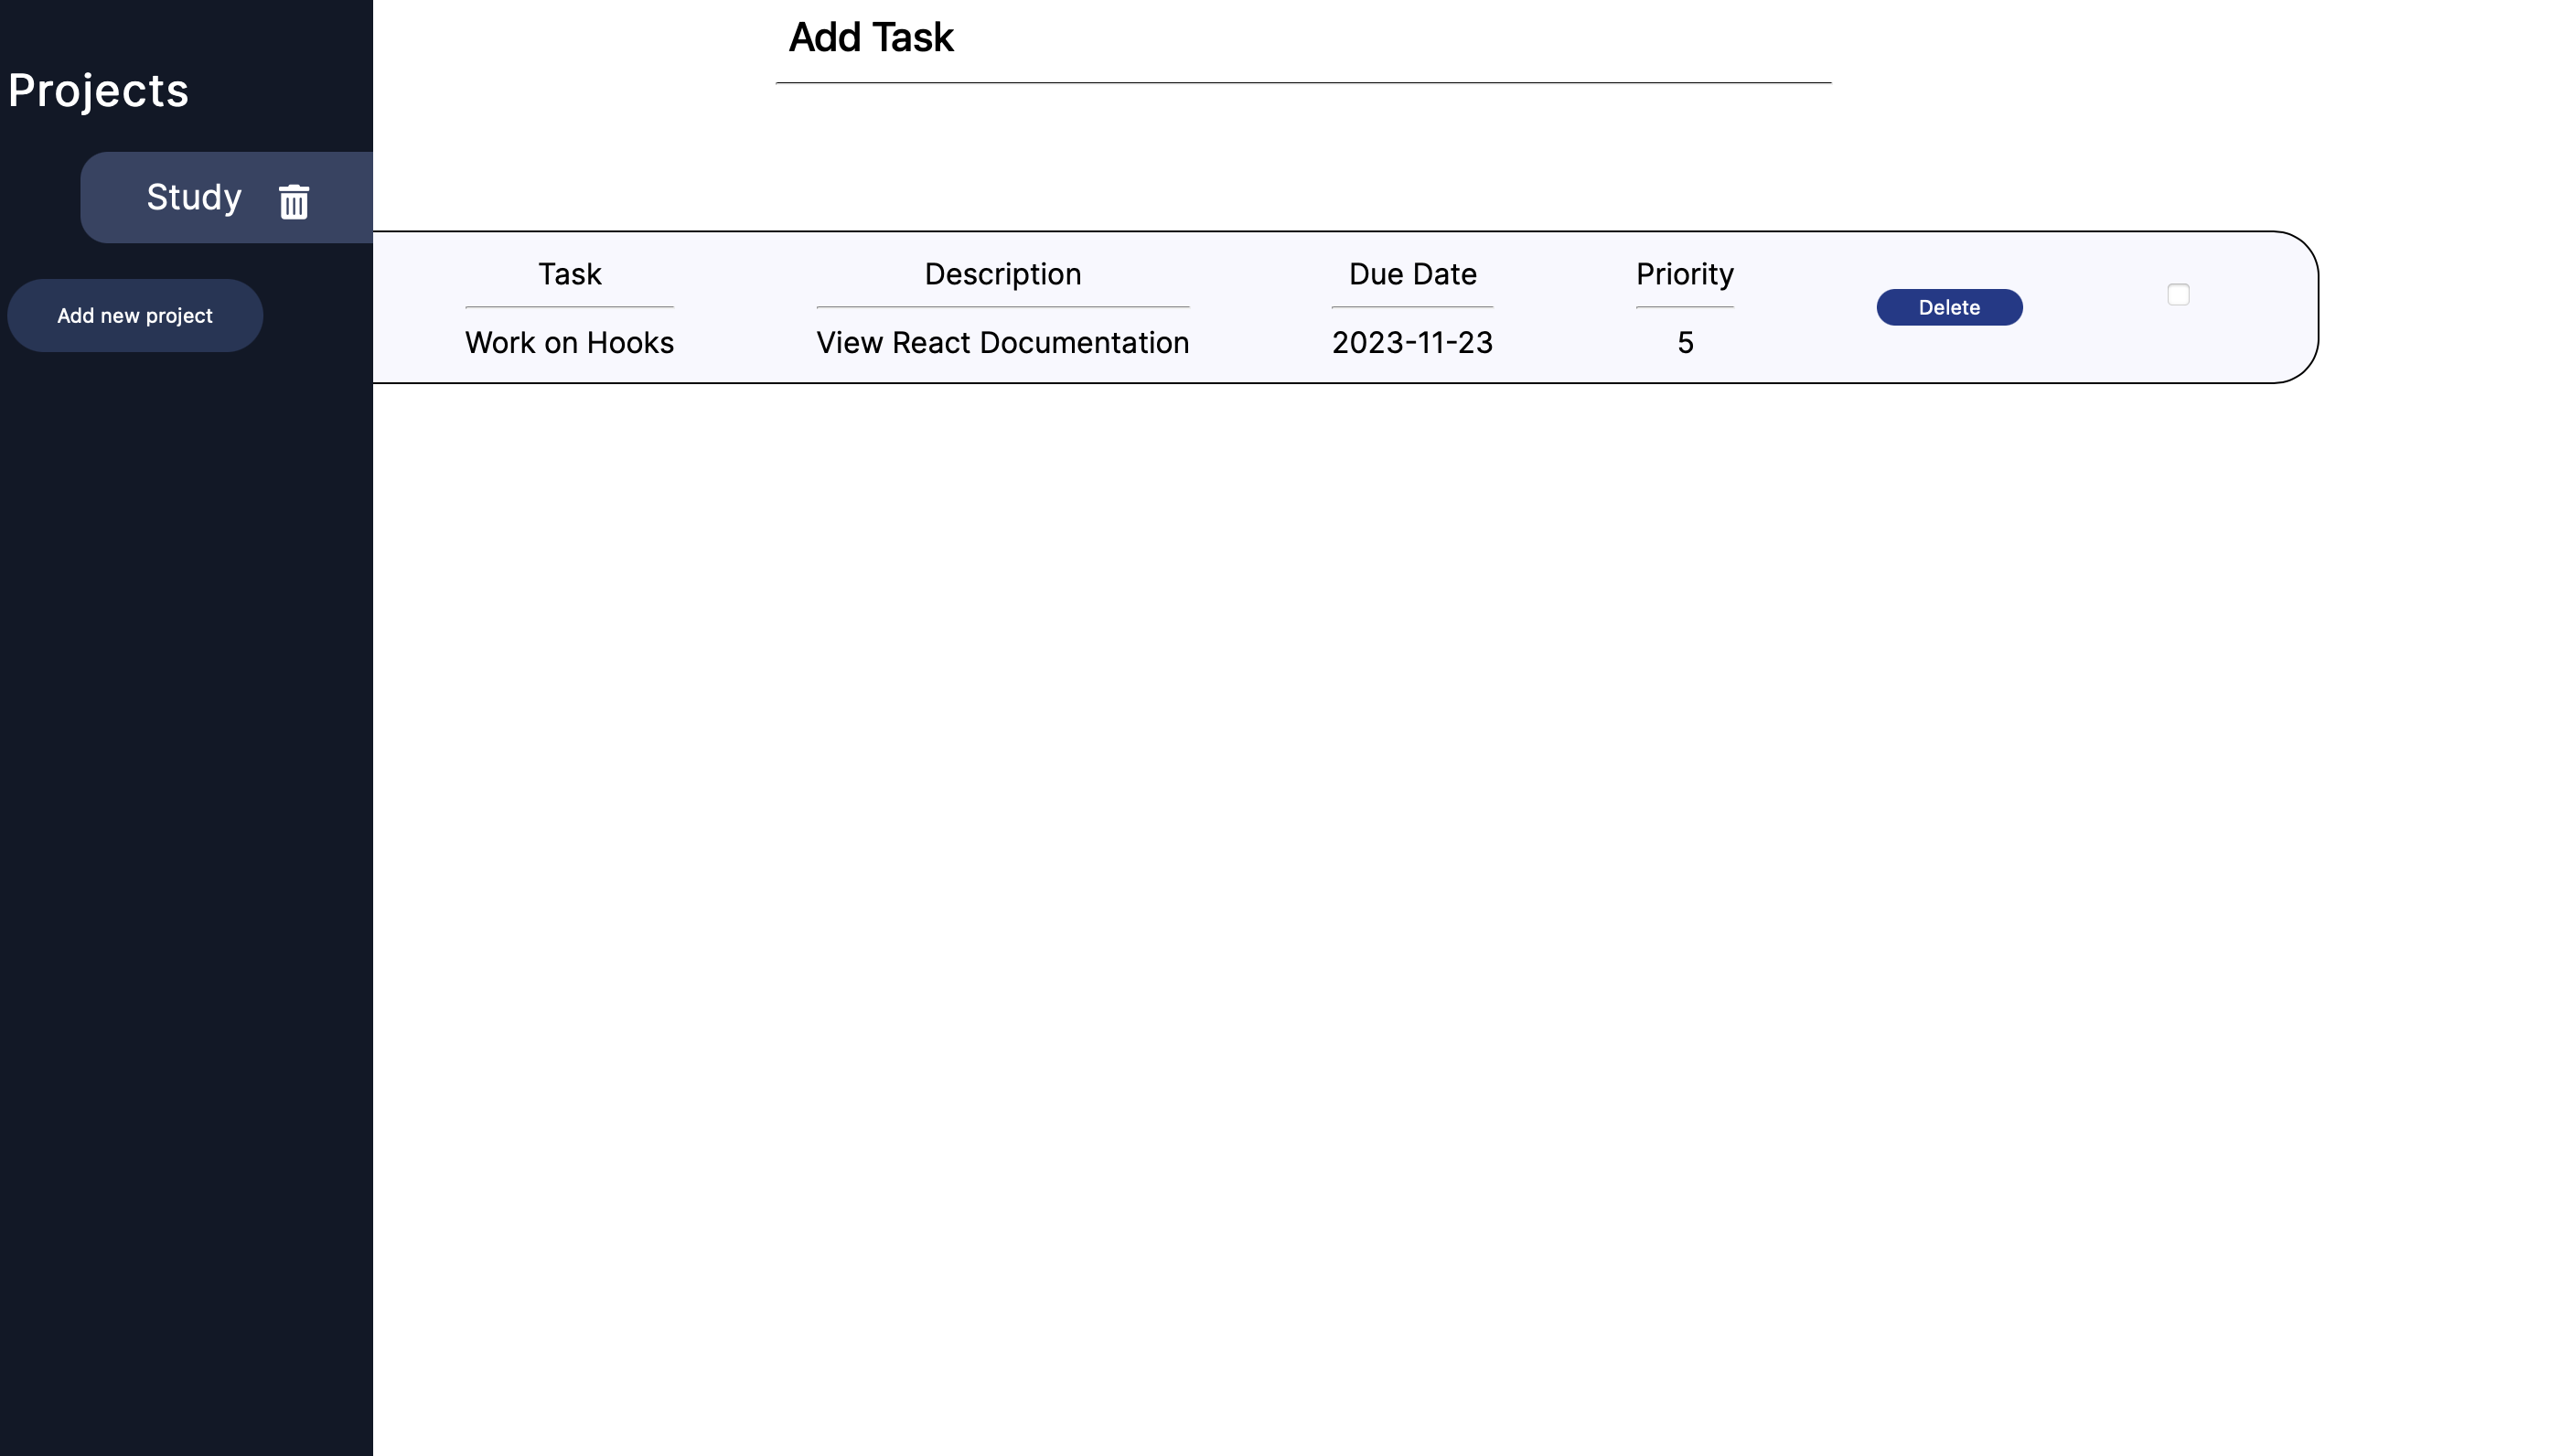 Projects
Study
Add new project
Add Task
Task Description Due Date Priority
Work on Hooks View React Documentation 2023-11-23 5
Delete